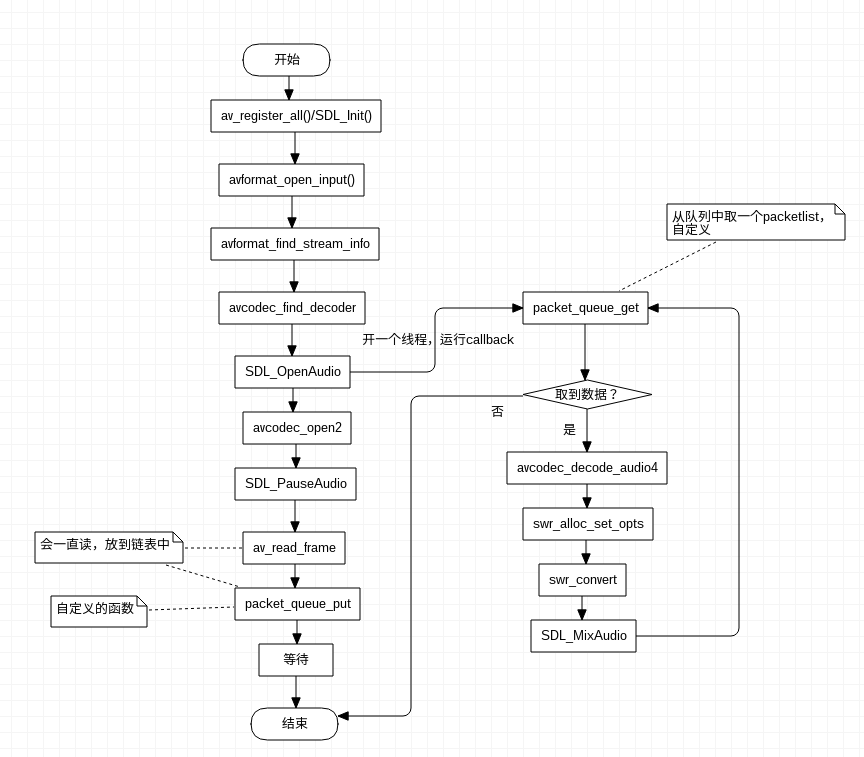 开始
av_register_all()/SDL_Init()
avformat_open_input()
avformat_find_stream_info
avcodec_find_decoder
SDL_OpenAudio
avcodec_open2
SDL_PauseAudio
av_read_frame
packet_queue_put
等待
结束
会一直读，放到链表中
自定义的函数
开一个线程，运行callback
从队列中取一个packetlist，
自定义
packet_queue_get
取到数据？
否
是
avcodec_decode_audio4
swr_alloc_set_opts
swr_convert
SDL_MixAudio